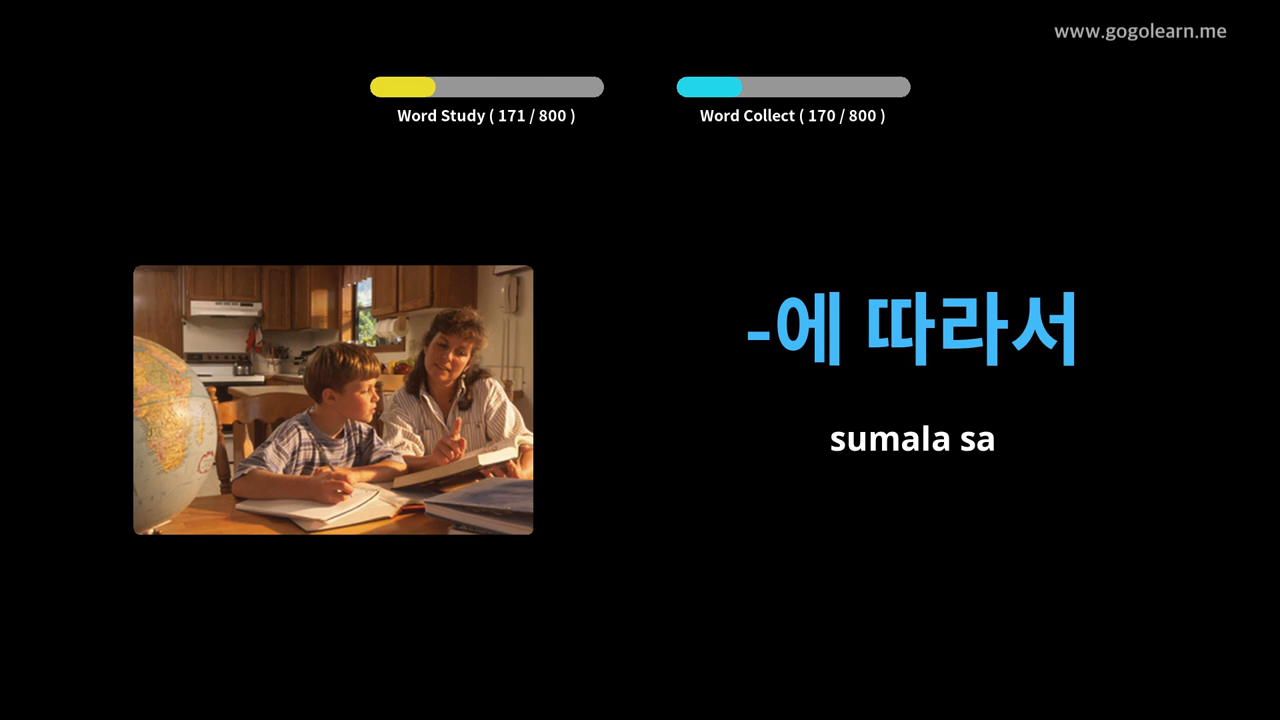 www.gogolearn.me
Word Study ( 171 / 800 )
Word Collect ( 170 / 800 )
-에 따라서
sumala sa